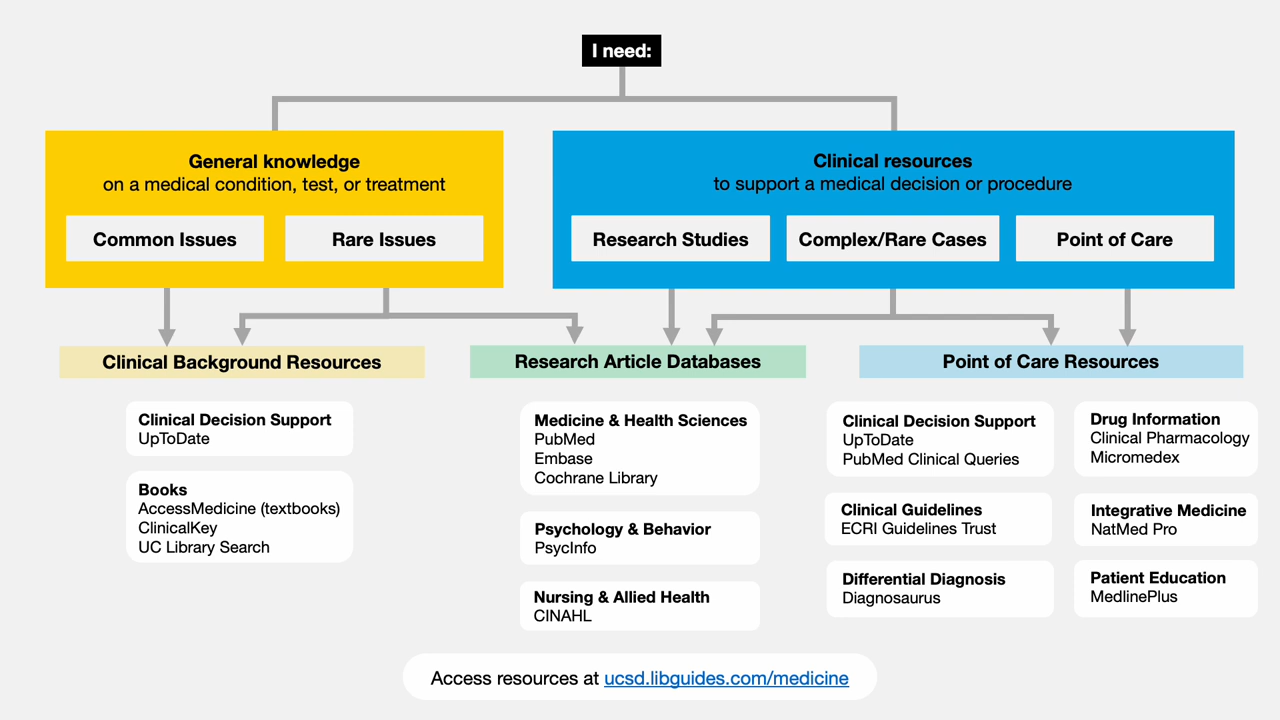 I need:
General knowledge
on a medical condition, test, or treatment
Common Issues
Rare Issues
Clinical resources
to support a medical decision or procedure
Research Studies
Complex/Rare Cases
Point of Care
Clinical Background Resources
Clinical Decision Support
UpToDate
Books
AccessMedicine (textbooks)
ClinicalKey
UC Library Search
Research Article Databases
Medicine & Health Sciences
PubMed
Embase
Cochrane Library
Psychology & Behavior
PsycInfo
Nursing & Allied Health
CINAHL
Point of Care Resources
Clinical Decision Support
UpToDate
PubMed Clinical Queries
Clinical Guidelines
ECRI Guidelines Trust
Differential Diagnosis
Diagnosaurus
Drug Information
Clinical Pharmacology
Micromedex
Integrative Medicine
NatMed Pro
Patient Education
MedlinePlus
Access resources at ucsd.libguides.com/medicine